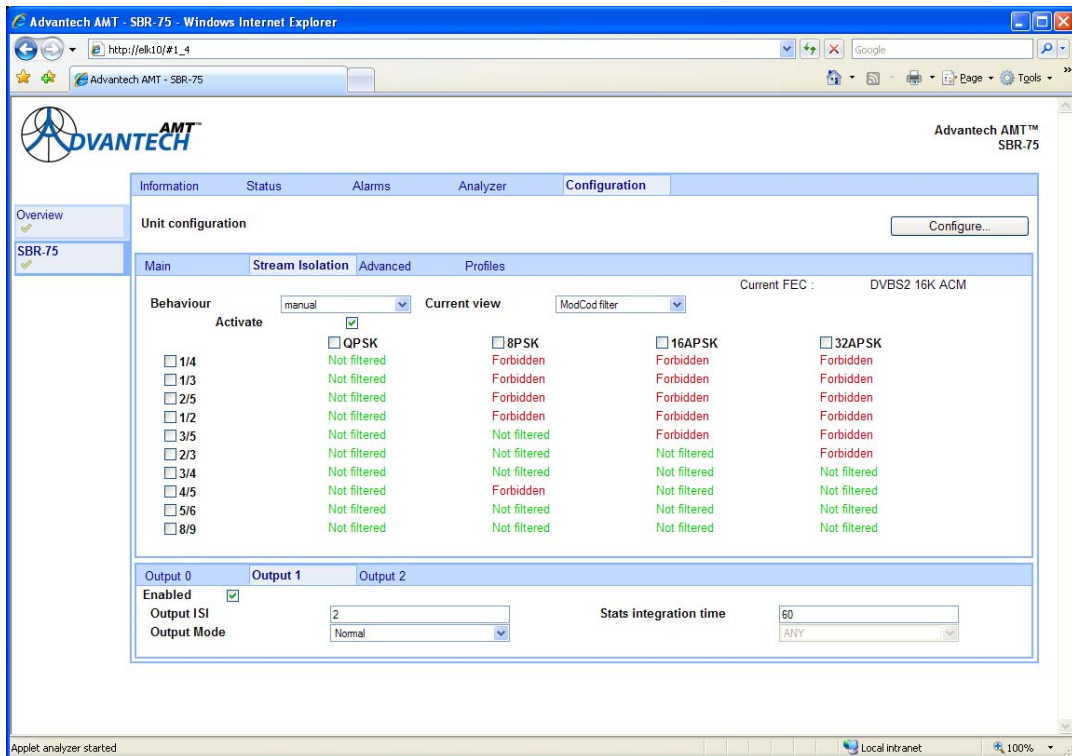 Advantech AMT - SBR-75 - Windows Internet Explorer
http://elk10/#1_4
Google
Advantech AMT - SBR-75
Page
Tools
ADVANTECH AMT™
Advantech AMT™
SBR-75
Information Status Alarms Analyzer Configuration
Overview
SBR-75
Unit configuration
Configure...
Main Stream Isolation Advanced Profiles
Current FEC : DVBS2 16K ACM
Behaviour manual Current view ModCod filter
Activate
QPSK 8PSK 16APSK 32APSK
1/4 Not filtered Forbidden Forbidden Forbidden
1/3 Not filtered Forbidden Forbidden Forbidden
2/5 Not filtered Forbidden Forbidden Forbidden
1/2 Not filtered Forbidden Forbidden Forbidden
3/5 Not filtered Not filtered Forbidden Forbidden
2/3 Not filtered Not filtered Not filtered Forbidden
3/4 Not filtered Not filtered Not filtered Not filtered
4/5 Not filtered Forbidden Not filtered Not filtered
5/6 Not filtered Not filtered Not filtered Not filtered
8/9 Not filtered Not filtered Not filtered Not filtered
Output 0 Output 1 Output 2
Enabled
Output ISI 2 Stats integration time 60
Output Mode Normal ANY
Applet analyzer started
Local intranet
100%